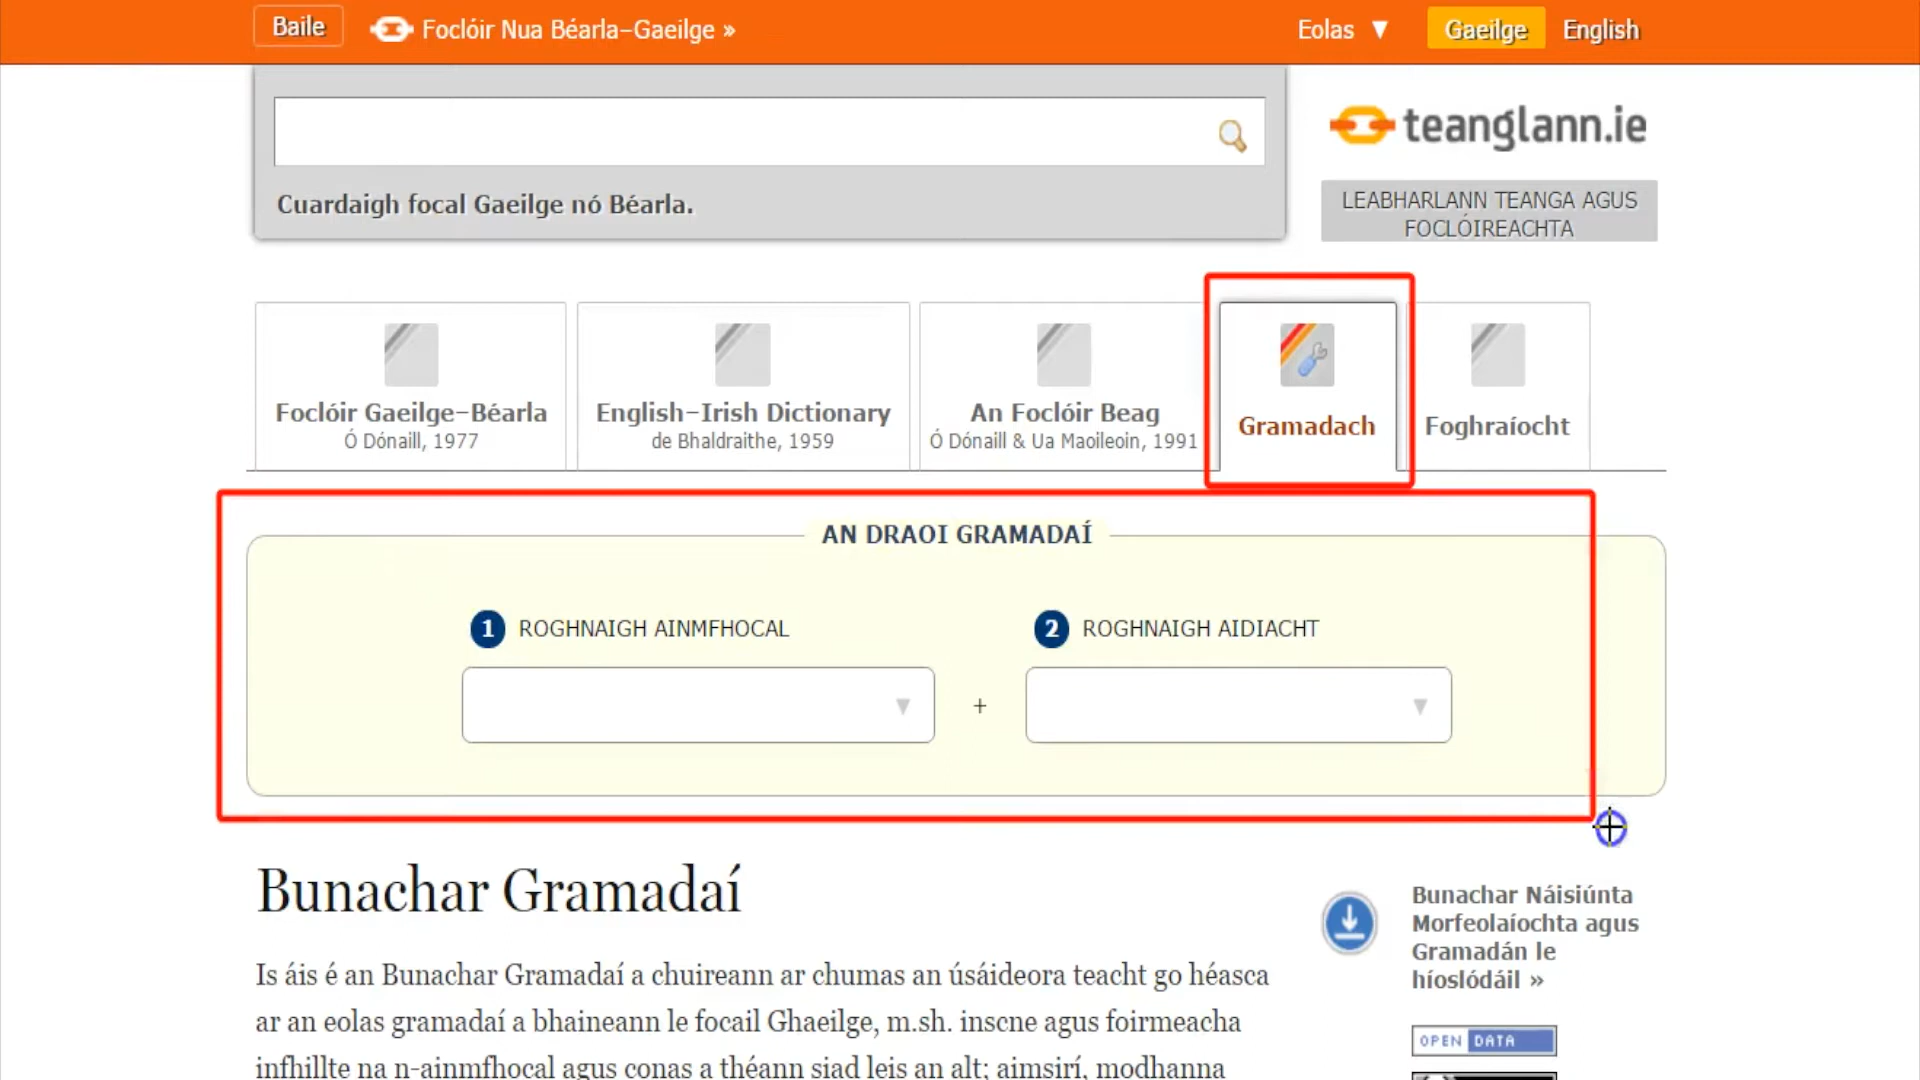 Baile
Foclóir Nua Béarla–Gaeilge »
Eolas ▼
Gaeilge
English
teanglann.ie
Cuardaigh focal Gaeilge nó Béarla.
LEABHARLANN TEANGA AGUS
FOCLÓIREACHTA
Foclóir Gaeilge–Béarla
Ó Dónaill, 1977
English–Irish Dictionary
de Bhaldraithe, 1959
An Foclóir Beag
Ó Dónaill & Ua Maoileoin, 1991
Gramadach
Foghraíocht
AN DRAOI GRAMADAÍ
1 ROGHNAIGH AINMFHOCAL
2 ROGHNAIGH AIDIACHT
+
Bunachar Gramadaí
Is áis é an Bunachar Gramadaí a chuireann ar chumas an úsáideora teacht go héasca
ar an eolas gramadaí a bhaineann le focail Ghaeilge, m.sh. inscne agus foirmeacha
infhillte na n-ainmfhocal agus conas a théann siad leis an alt; aimsirí, modhanna
Bunachar Náisiúnta
Morfeolaíochta agus
Gramadán le
híoslódáil »
OPEN DATA